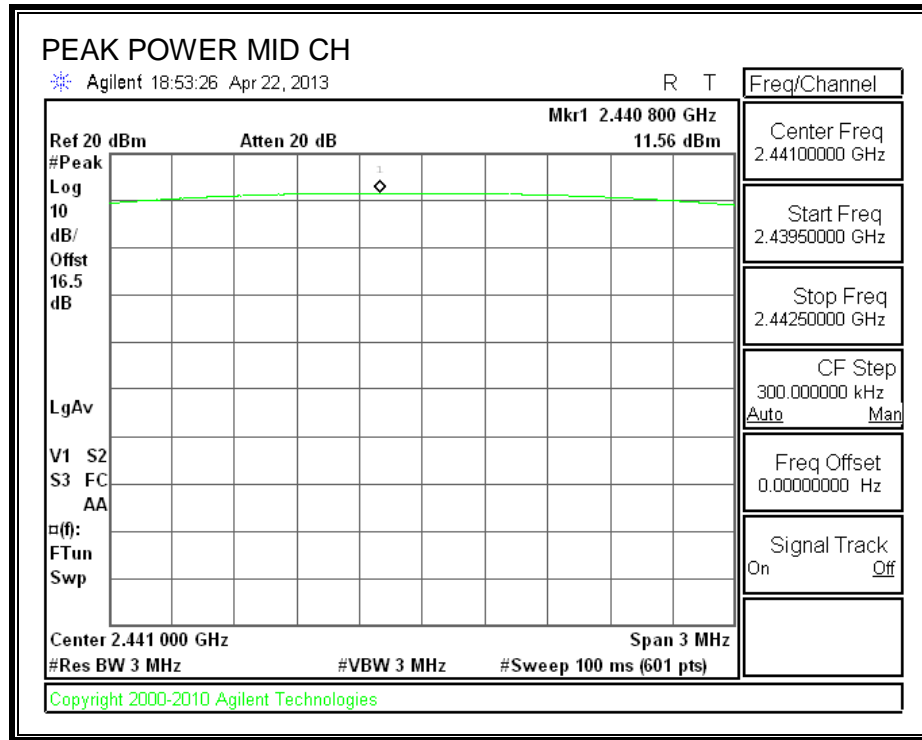 PEAK POWER MID CH
Agilent 18:53:26 Apr 22, 2013 R T
Mkr1 2.440 800 GHz
Ref 20 dBm Atten 20 dB 11.56 dBm
#Peak
Log
10
dB/
Offst
16.5
dB
LgAv
V1 S2
S3 FC
AA
¤(f):
FTun
Swp
1
Center 2.441 000 GHz Span 3 MHz
#Res BW 3 MHz #VBW 3 MHz #Sweep 100 ms (601 pts)
Copyright 2000-2010 Agilent Technologies
Freq/Channel
Center Freq
2.44100000 GHz
Start Freq
2.43950000 GHz
Stop Freq
2.44250000 GHz
CF Step
300.000000 kHz
Auto Man
Freq Offset
0.00000000 Hz
Signal Track
On Off